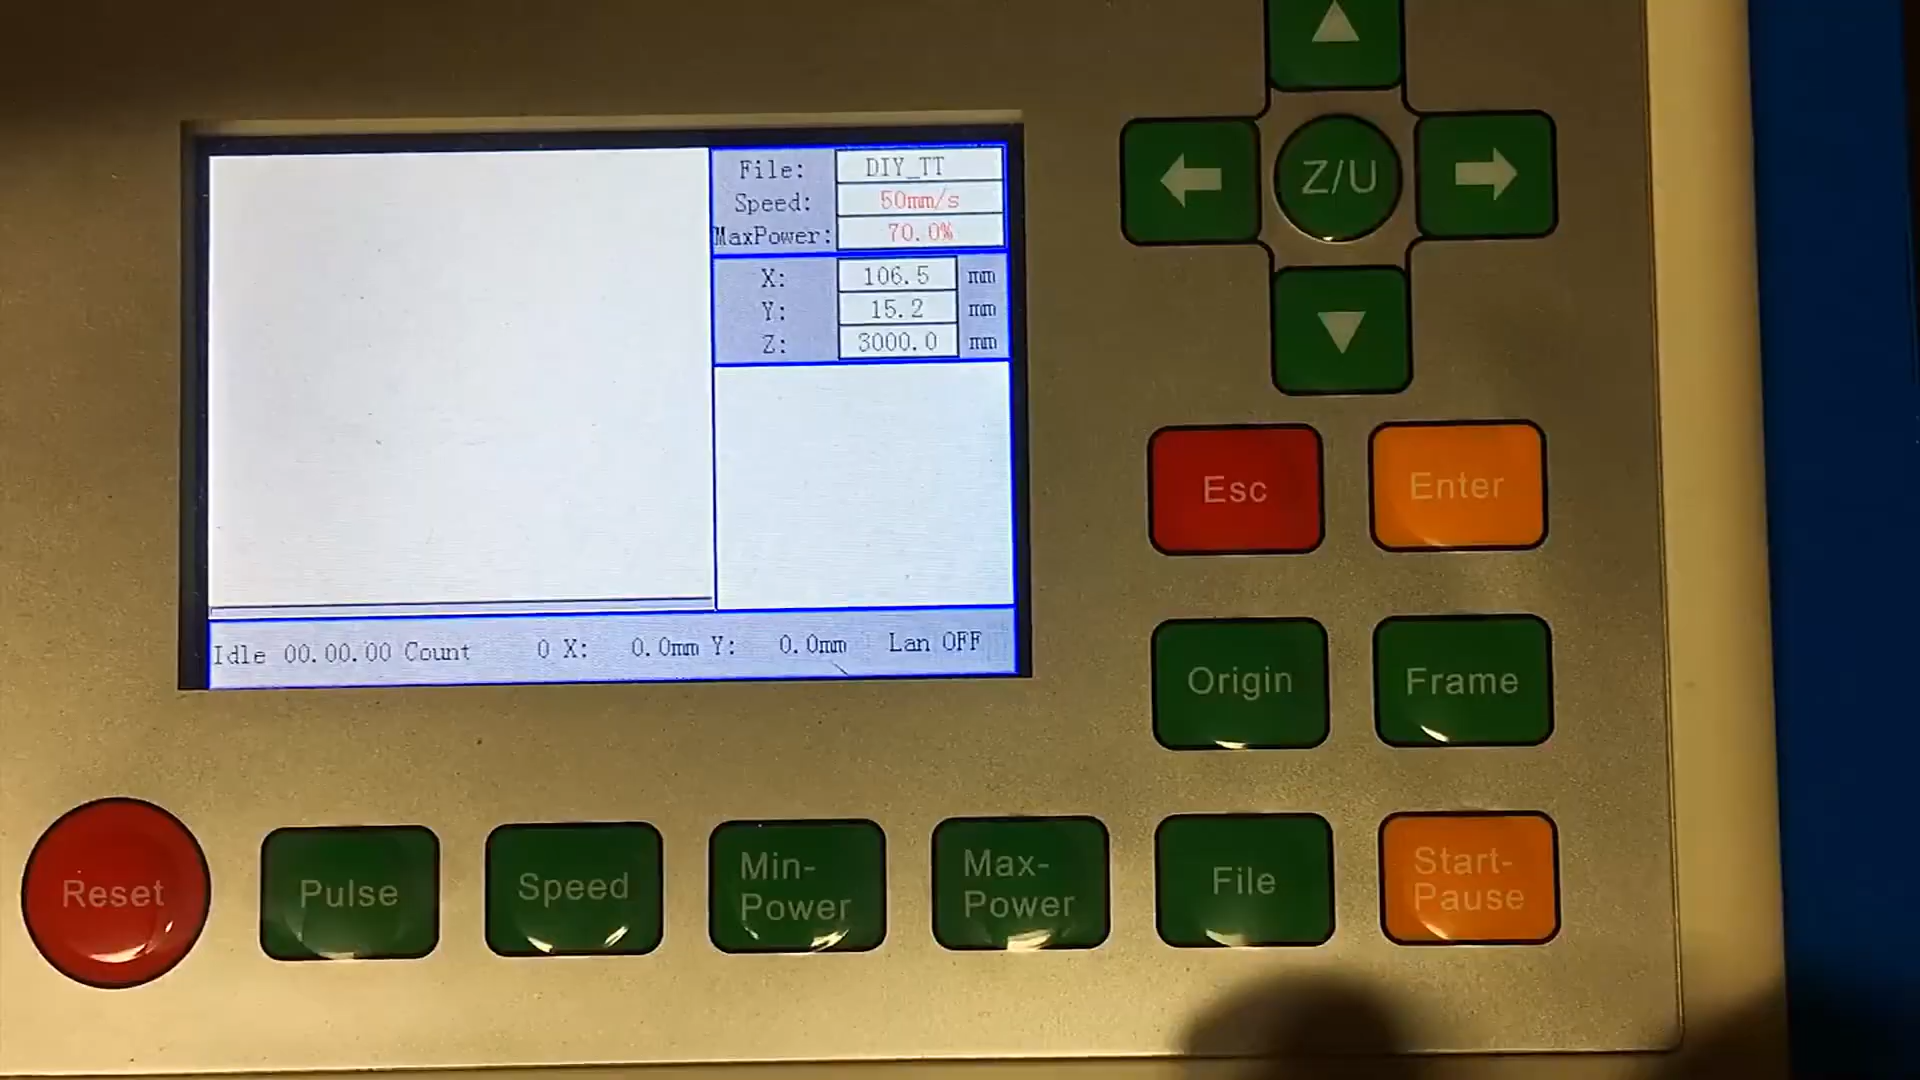 File: DIY_TT
Speed: 50mm/s
MaxPower: 70.0%
X: 106.5 mm
Y: 15.2 mm
Z: 3000.0 mm
Idle 00.00.00 Count 0 X: 0.0mm Y: 0.0mm Lan OFF
Z/U
Esc
Enter
Origin
Frame
Reset
Pulse
Speed
Min-
Power
Max-
Power
File
Start-
Pause